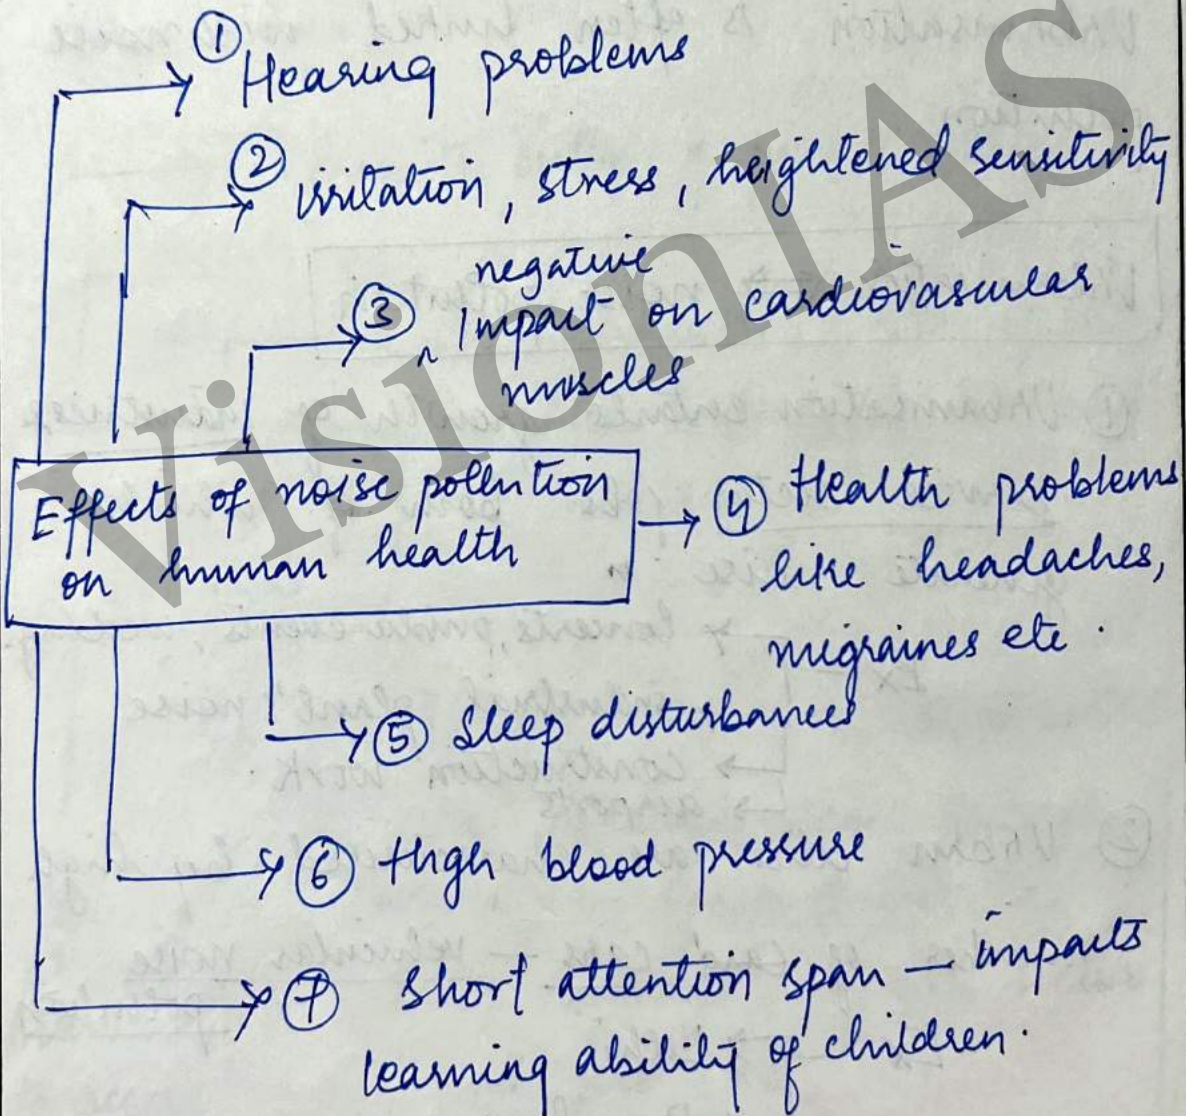 ① Hearing problems
② irritation, stress, heightened sensitivity
negative
③ ^ Impact on cardiovascular
muscles
Effects of noise pollution
on human health
④ Health problems
like headaches,
migraines etc.
⑤ Sleep disturbances
⑥ High blood pressure
⑦ Short attention span – impacts
learning ability of children.
VisionIAS